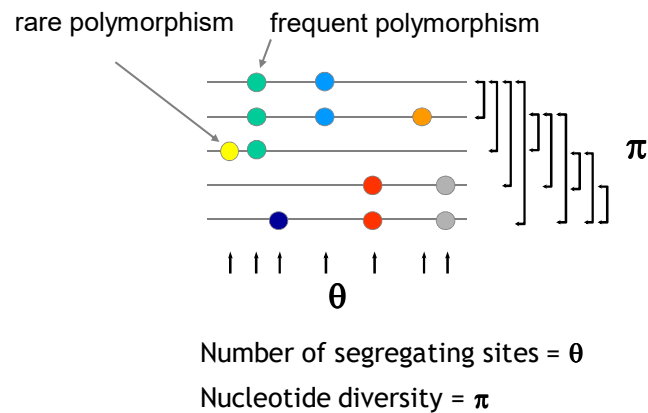 rare polymorphism
frequent polymorphism
π
θ
Number of segregating sites = θ
Nucleotide diversity = π